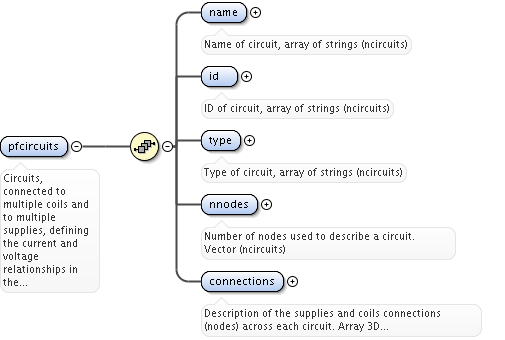 name
Name of circuit, array of strings (ncircuits)
id
ID of circuit, array of strings (ncircuits)
type
Type of circuit, array of strings (ncircuits)
pfcircuits
Circuits,
connected to
multiple coils and
to multiple
supplies, defining
the current and
voltage
relationships in
the...
nnodes
Number of nodes used to describe a circuit.
Vector (ncircuits)
connections
Description of the supplies and coils connections
(nodes) across each circuit. Array 3D...